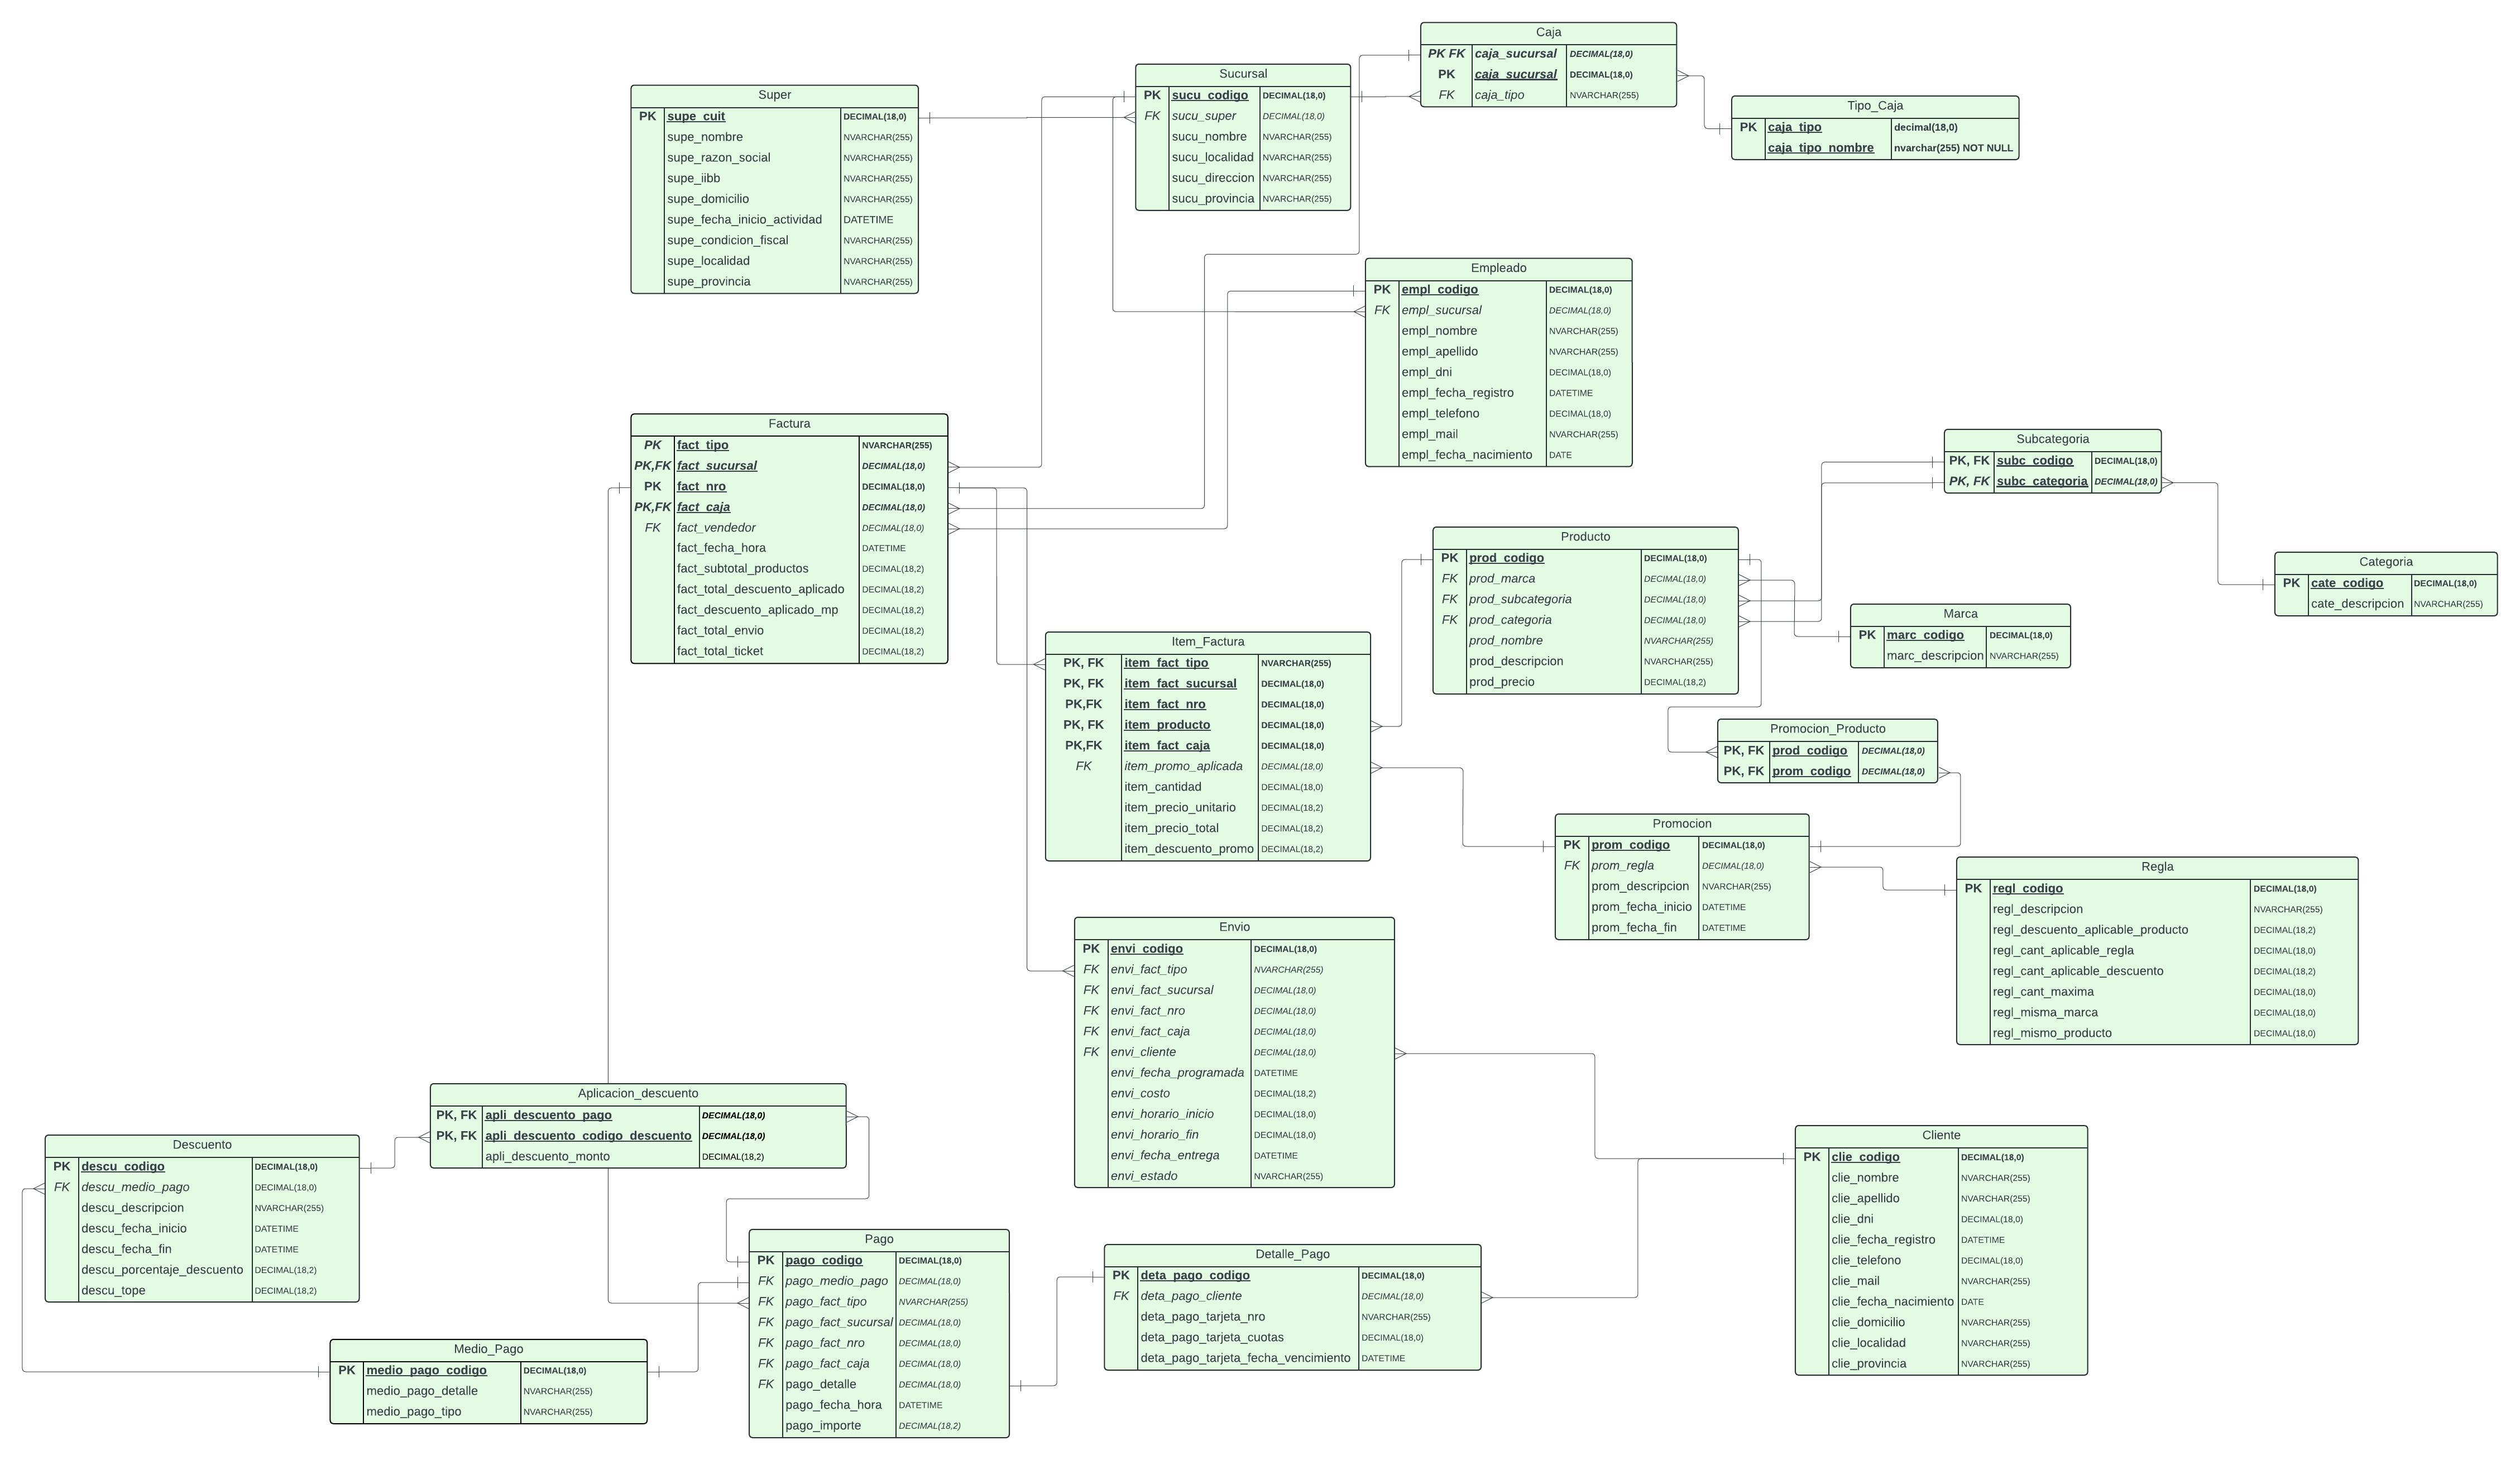 Caja
PK FK caja_sucursal DECIMAL(18,0)
PK caja_sucursal DECIMAL(18,0)
FK caja_tipo NVARCHAR(255)
Sucursal
PK sucu_codigo DECIMAL(18,0)
FK sucu_super DECIMAL(18,0)
sucu_nombre NVARCHAR(255)
sucu_localidad NVARCHAR(255)
sucu_direccion NVARCHAR(255)
sucu_provincia NVARCHAR(255)
Super
PK supe_cuit DECIMAL(18,0)
supe_nombre NVARCHAR(255)
supe_razon_social NVARCHAR(255)
supe_iibb NVARCHAR(255)
supe_domicilio NVARCHAR(255)
supe_fecha_inicio_actividad DATETIME
supe_condicion_fiscal NVARCHAR(255)
supe_localidad NVARCHAR(255)
supe_provincia NVARCHAR(255)
Tipo_Caja
PK caja_tipo decimal(18,0)
caja_tipo_nombre nvarchar(255) NOT NULL
Empleado
PK empl_codigo DECIMAL(18,0)
FK empl_sucursal DECIMAL(18,0)
empl_nombre NVARCHAR(255)
empl_apellido NVARCHAR(255)
empl_dni DECIMAL(18,0)
empl_fecha_registro DATETIME
empl_telefono DECIMAL(18,0)
empl_mail NVARCHAR(255)
empl_fecha_nacimiento DATE
Factura
PK fact_tipo NVARCHAR(255)
PK,FK fact_sucursal DECIMAL(18,0)
PK fact_nro DECIMAL(18,0)
PK,FK fact_caja DECIMAL(18,0)
FK fact_vendedor DECIMAL(18,0)
fact_fecha_hora DATETIME
fact_subtotal_productos DECIMAL(18,2)
fact_total_descuento_aplicado DECIMAL(18,2)
fact_descuento_aplicado_mp DECIMAL(18,2)
fact_total_envio DECIMAL(18,2)
fact_total_ticket DECIMAL(18,2)
Subcategoria
PK, FK subc_codigo DECIMAL(18,0)
PK, FK subc_categoria DECIMAL(18,0)
Producto
PK prod_codigo DECIMAL(18,0)
FK prod_marca DECIMAL(18,0)
FK prod_subcategoria DECIMAL(18,0)
FK prod_categoria DECIMAL(18,0)
prod_nombre NVARCHAR(255)
prod_descripcion NVARCHAR(255)
prod_precio DECIMAL(18,2)
Categoria
PK cate_codigo DECIMAL(18,0)
cate_descripcion NVARCHAR(255)
Marca
PK marc_codigo DECIMAL(18,0)
marc_descripcion NVARCHAR(255)
Item_Factura
PK, FK item_fact_tipo NVARCHAR(255)
PK, FK item_fact_sucursal DECIMAL(18,0)
PK,FK item_fact_nro DECIMAL(18,0)
PK, FK item_producto DECIMAL(18,0)
PK,FK item_fact_caja DECIMAL(18,0)
FK item_promo_aplicada DECIMAL(18,0)
item_cantidad DECIMAL(18,0)
item_precio_unitario DECIMAL(18,2)
item_precio_total DECIMAL(18,2)
item_descuento_promo DECIMAL(18,2)
Promocion_Producto
PK, FK prod_codigo DECIMAL(18,0)
PK, FK prom_codigo DECIMAL(18,0)
Promocion
PK prom_codigo DECIMAL(18,0)
FK prom_regla DECIMAL(18,0)
prom_descripcion NVARCHAR(255)
prom_fecha_inicio DATETIME
prom_fecha_fin DATETIME
Regla
PK regl_codigo DECIMAL(18,0)
regl_descripcion NVARCHAR(255)
regl_descuento_aplicable_producto DECIMAL(18,2)
regl_cant_aplicable_regla DECIMAL(18,0)
regl_cant_aplicable_descuento DECIMAL(18,2)
regl_cant_maxima DECIMAL(18,0)
regl_misma_marca DECIMAL(18,0)
regl_mismo_producto DECIMAL(18,0)
Envio
PK envi_codigo DECIMAL(18,0)
FK envi_fact_tipo NVARCHAR(255)
FK envi_fact_sucursal DECIMAL(18,0)
FK envi_fact_nro DECIMAL(18,0)
FK envi_fact_caja DECIMAL(18,0)
FK envi_cliente DECIMAL(18,0)
envi_fecha_programada DATETIME
envi_costo DECIMAL(18,2)
envi_horario_inicio DECIMAL(18,0)
envi_horario_fin DECIMAL(18,0)
envi_fecha_entrega DATETIME
envi_estado NVARCHAR(255)
Aplicacion_descuento
PK, FK apli_descuento_pago DECIMAL(18,0)
PK, FK apli_descuento_codigo_descuento DECIMAL(18,0)
apli_descuento_monto DECIMAL(18,2)
Descuento
PK descu_codigo DECIMAL(18,0)
FK descu_medio_pago DECIMAL(18,0)
descu_descripcion NVARCHAR(255)
descu_fecha_inicio DATETIME
descu_fecha_fin DATETIME
descu_porcentaje_descuento DECIMAL(18,2)
descu_tope DECIMAL(18,2)
Cliente
PK clie_codigo DECIMAL(18,0)
clie_nombre NVARCHAR(255)
clie_apellido NVARCHAR(255)
clie_dni DECIMAL(18,0)
clie_fecha_registro DATETIME
clie_telefono DECIMAL(18,0)
clie_mail NVARCHAR(255)
clie_fecha_nacimiento DATE
clie_domicilio NVARCHAR(255)
clie_localidad NVARCHAR(255)
clie_provincia NVARCHAR(255)
Pago
PK pago_codigo DECIMAL(18,0)
FK pago_medio_pago DECIMAL(18,0)
FK pago_fact_tipo NVARCHAR(255)
FK pago_fact_sucursal DECIMAL(18,0)
FK pago_fact_nro DECIMAL(18,0)
FK pago_fact_caja DECIMAL(18,0)
FK pago_detalle DECIMAL(18,0)
pago_fecha_hora DATETIME
pago_importe DECIMAL(18,2)
Detalle_Pago
PK deta_pago_codigo DECIMAL(18,0)
FK deta_pago_cliente DECIMAL(18,0)
deta_pago_tarjeta_nro NVARCHAR(255)
deta_pago_tarjeta_cuotas DECIMAL(18,0)
deta_pago_tarjeta_fecha_vencimiento DATETIME
Medio_Pago
PK medio_pago_codigo DECIMAL(18,0)
medio_pago_detalle NVARCHAR(255)
medio_pago_tipo NVARCHAR(255)